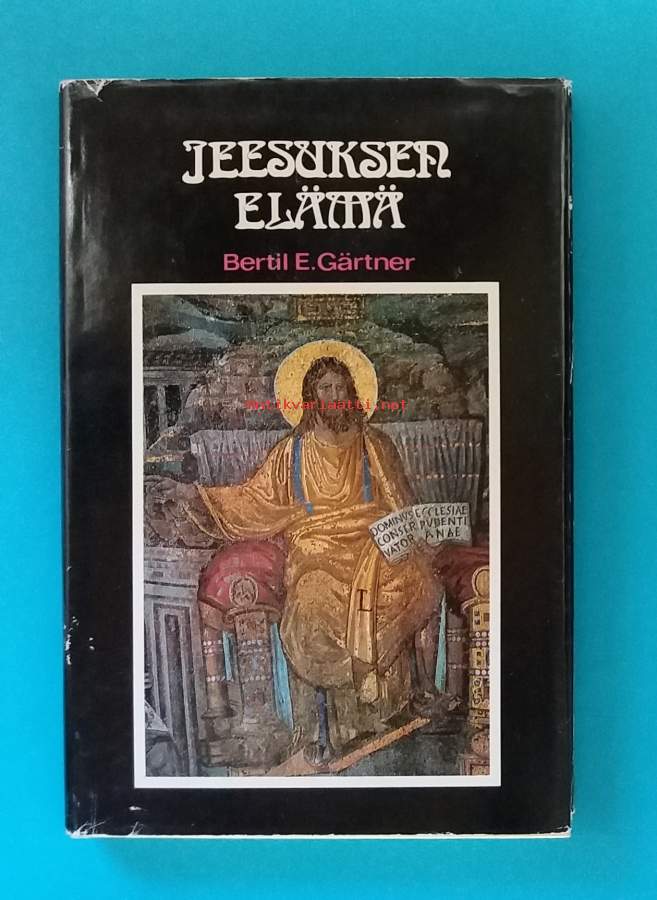 JEESUKSEN
ELÄMÄ
Bertil E. Gärtner
Antikvariaatti.net
DOMINUS ECCLESIAE
CONSER PUDENTI
VATOR ANAE
L